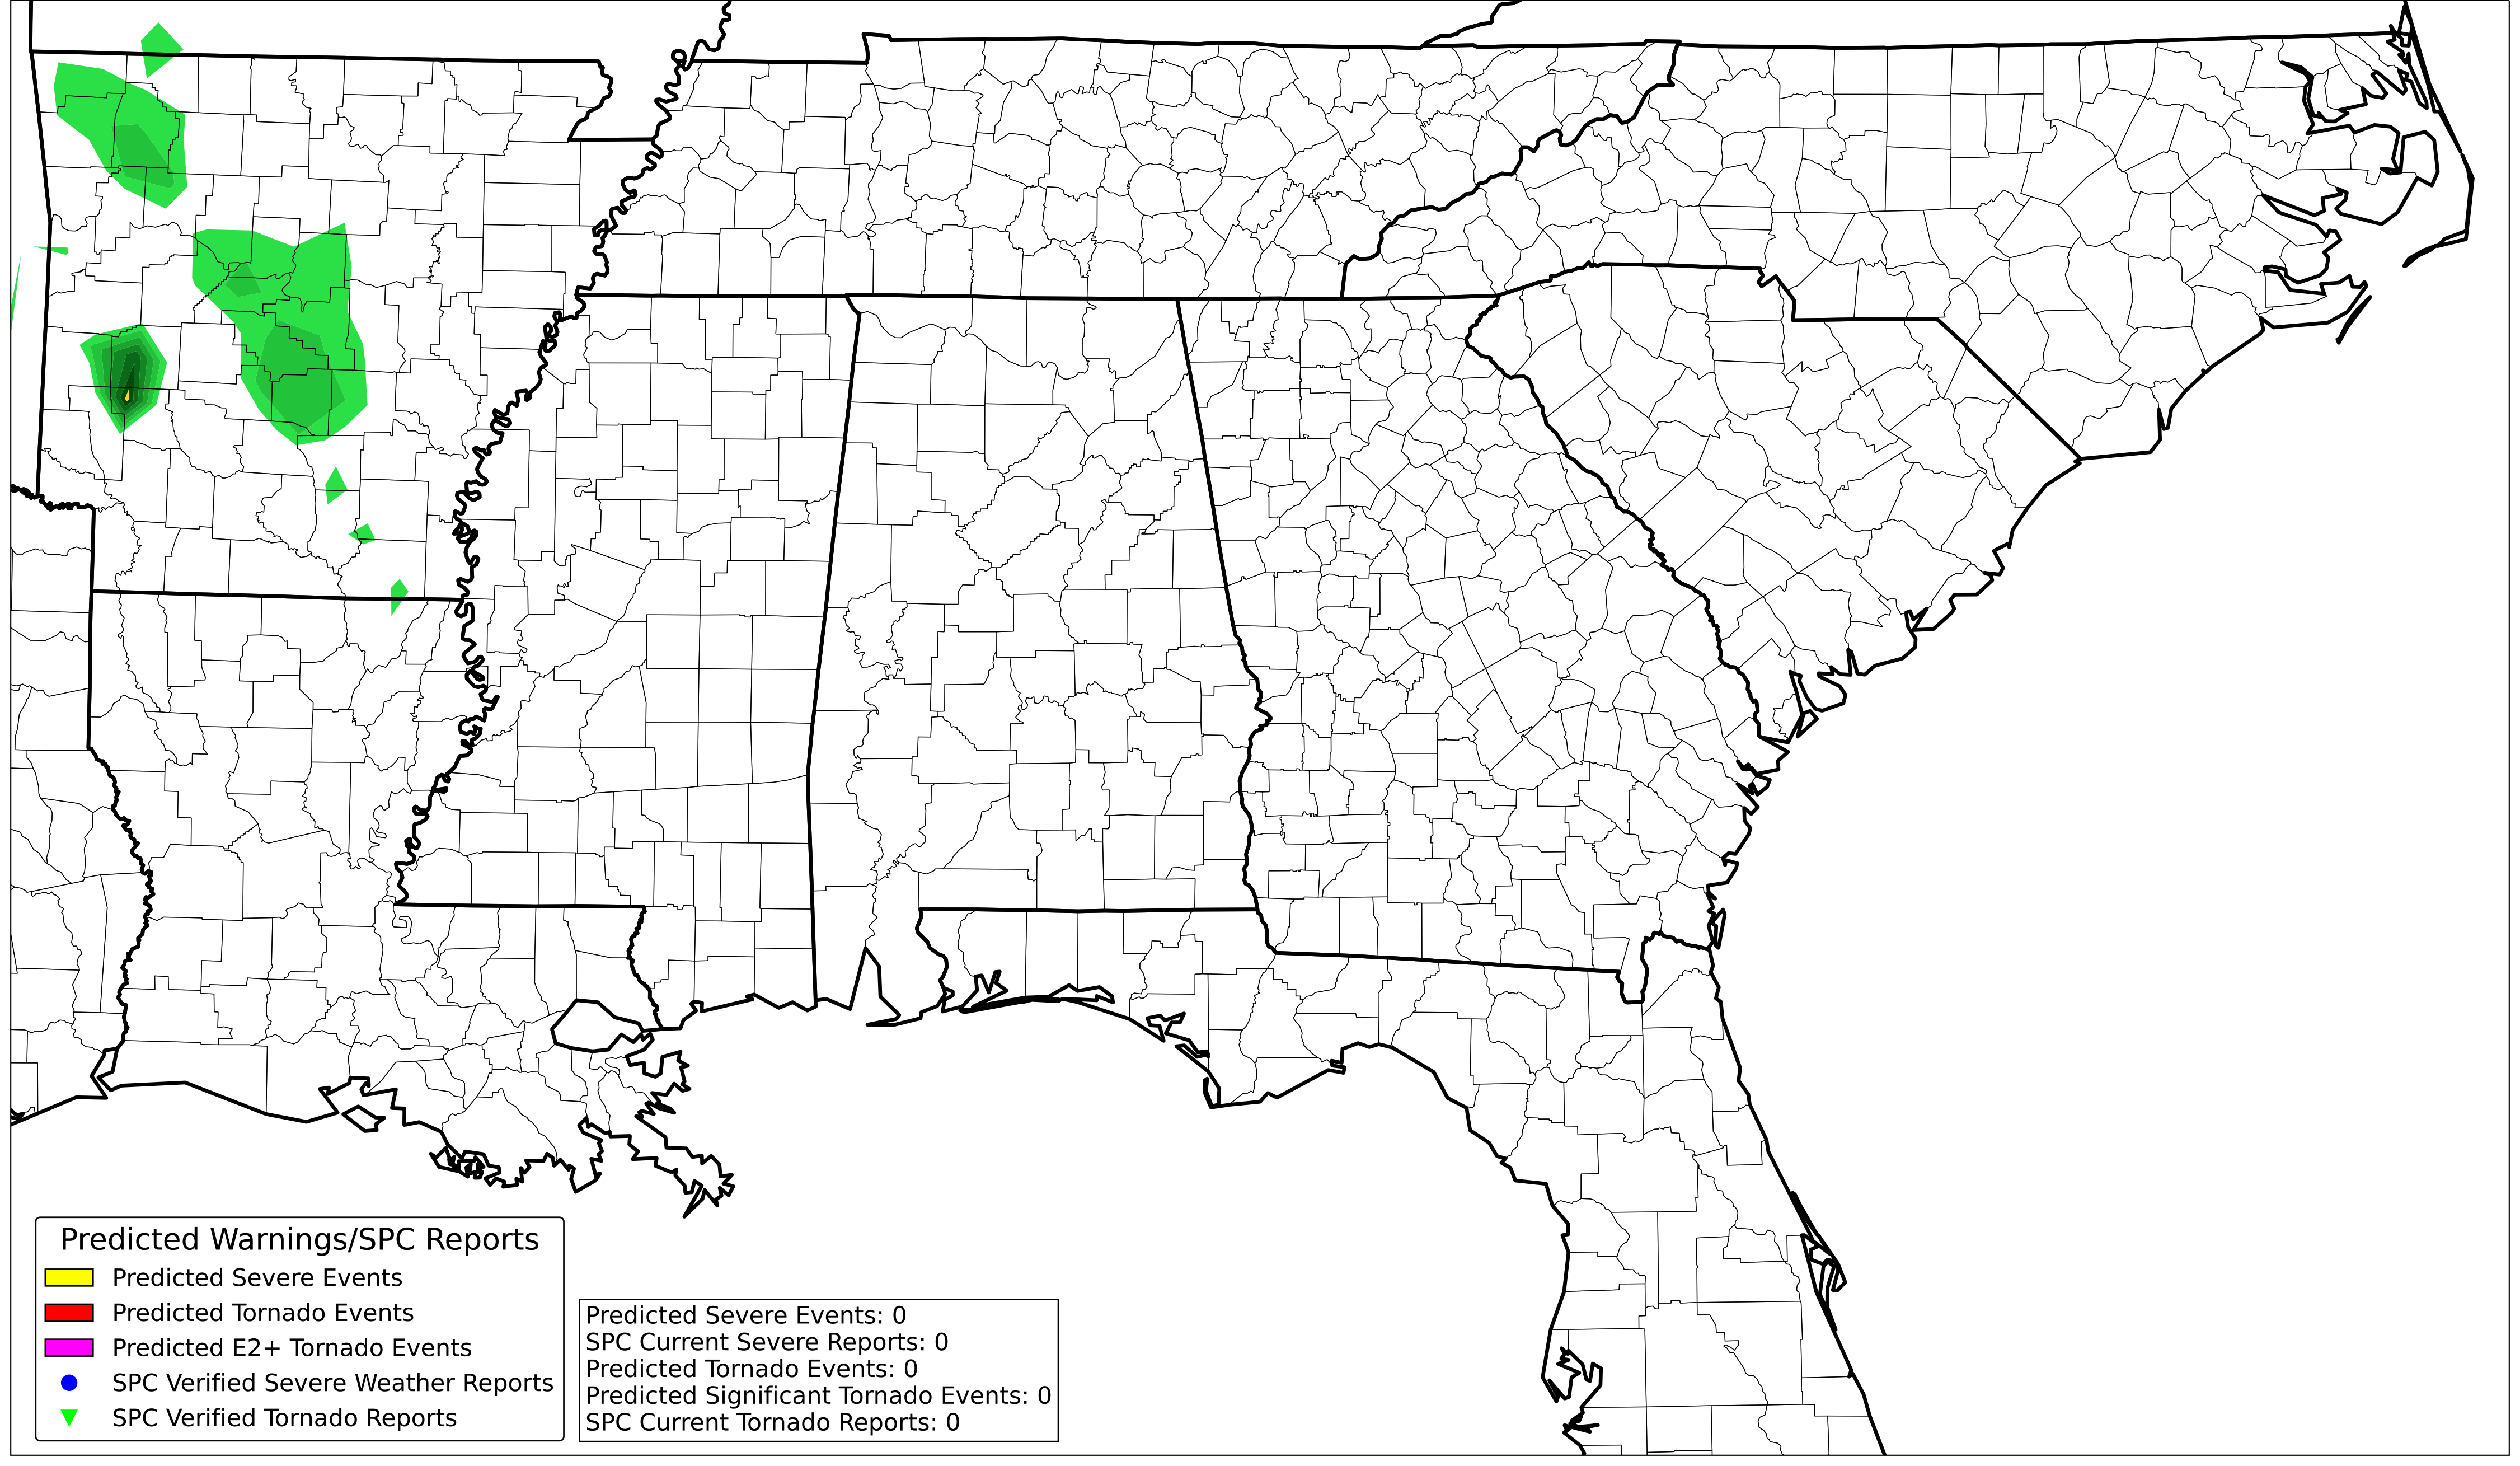 Predicted Warnings/SPC Reports
Predicted Severe Events
Predicted Tornado Events
Predicted E2+ Tornado Events
SPC Verified Severe Weather Reports
SPC Verified Tornado Reports
Predicted Severe Events: 0
SPC Current Severe Reports: 0
Predicted Tornado Events: 0
Predicted Significant Tornado Events: 0
SPC Current Tornado Reports: 0